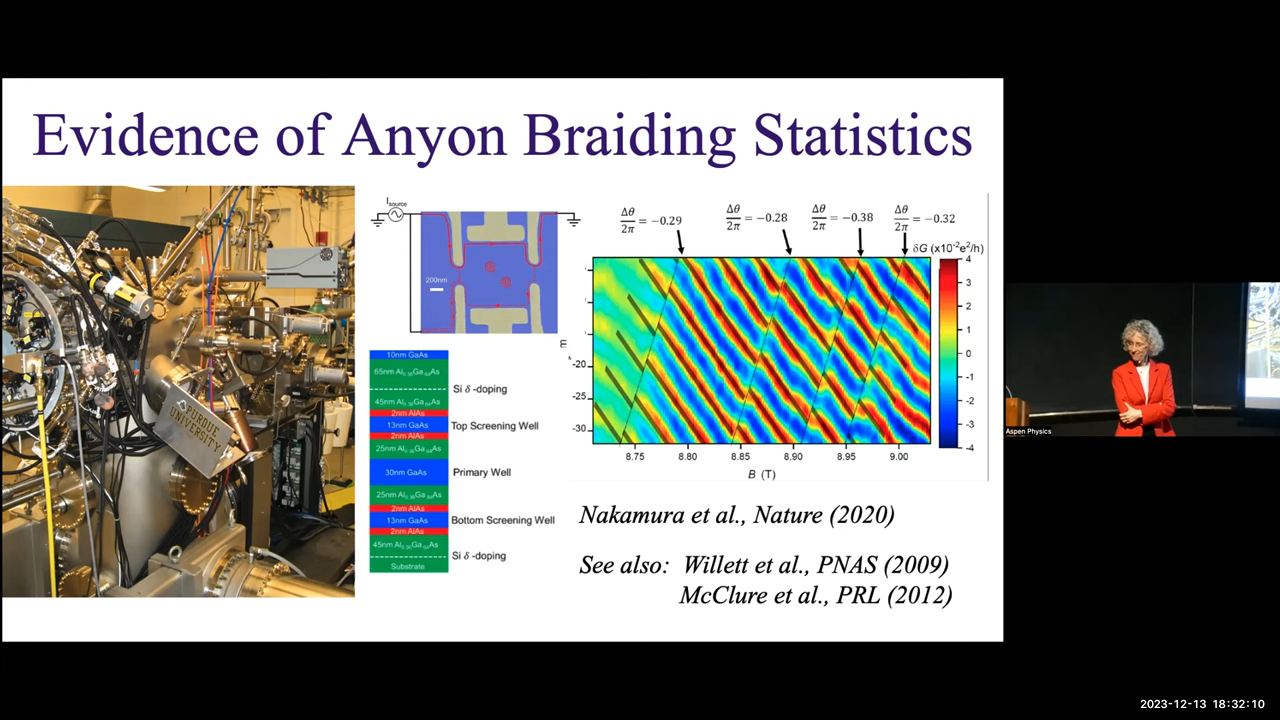 Evidence of Anyon Braiding Statistics
PURDUE
UNIVERSITY
Isource
200nm
10nm GaAs
65nm Al0.36Ga.64As
Si δ -doping
45nm Al0.36Ga.64As
2nm AlAs
13nm GaAs
Top Screening Well
2nm AlAs
25nm Al0.36Ga.64As
30nm GaAs
Primary Well
25nm Al0.36Ga.64As
2nm AlAs
13nm GaAs
Bottom Screening Well
2nm AlAs
45nm Al0.36Ga.64As
Si δ -doping
Substrate
Δθ/2π = −0.29
Δθ/2π = −0.28
Δθ/2π = −0.38
Δθ/2π = −0.32
δG (x10⁻²e²/h)
4
3
2
1
0
-1
-2
-3
-4
-20
-25
-30
8.75 8.80 8.85 8.90 8.95 9.00
B (T)
Nakamura et al., Nature (2020)
See also: Willett et al., PNAS (2009)
McClure et al., PRL (2012)
Aspen Physics
2023-12-13 18:32:10